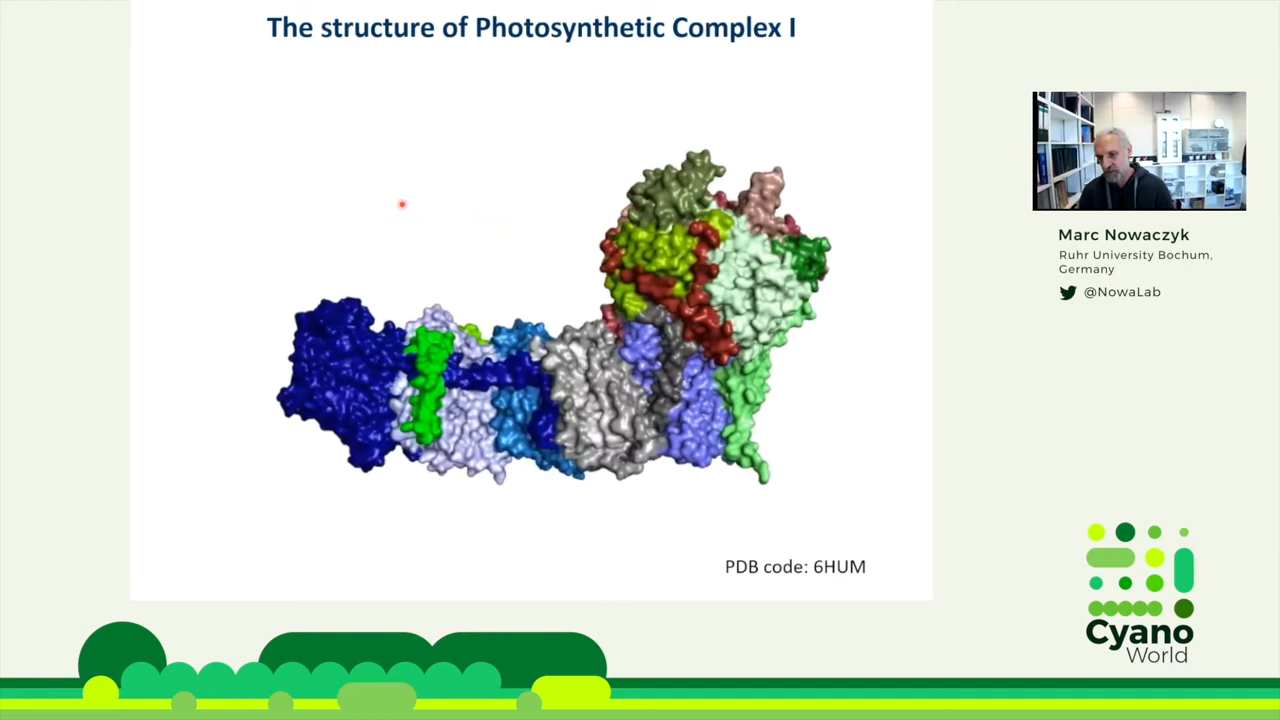 The structure of Photosynthetic Complex I
PDB code: 6HUM
Marc Nowaczyk
Ruhr University Bochum,
Germany
@NowaLab
Cyano
World